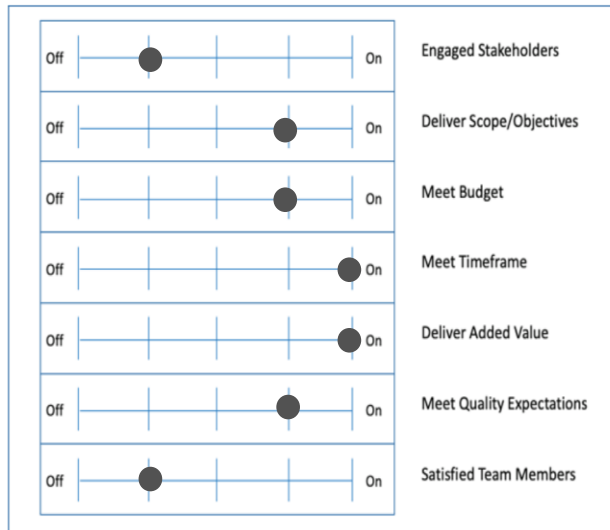 Off On Engaged Stakeholders
Off On Deliver Scope/Objectives
Off On Meet Budget
Off On Meet Timeframe
Off On Deliver Added Value
Off On Meet Quality Expectations
Off On Satisfied Team Members